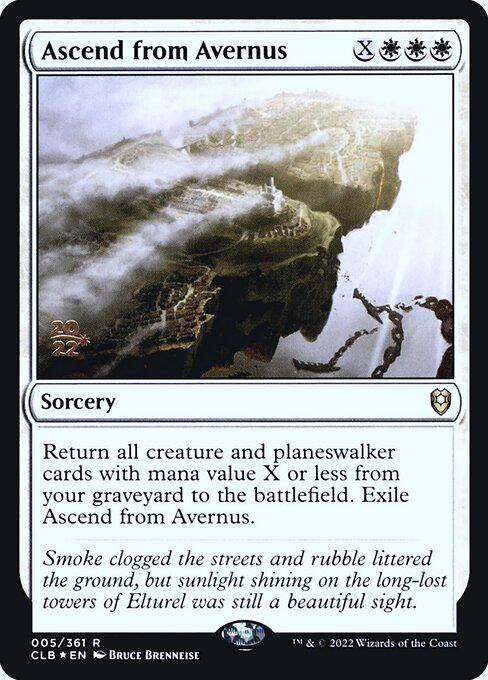 Ascend from Avernus X
20
22
Sorcery
Return all creature and planeswalker
cards with mana value X or less from
your graveyard to the battlefield. Exile
Ascend from Avernus.
Smoke clogged the streets and rubble littered
the ground, but sunlight shining on the long-lost
towers of Elturel was still a beautiful sight.
005/361 R
CLB ★ EN Bruce Brenneise
™ & © 2022 Wizards of the Coast